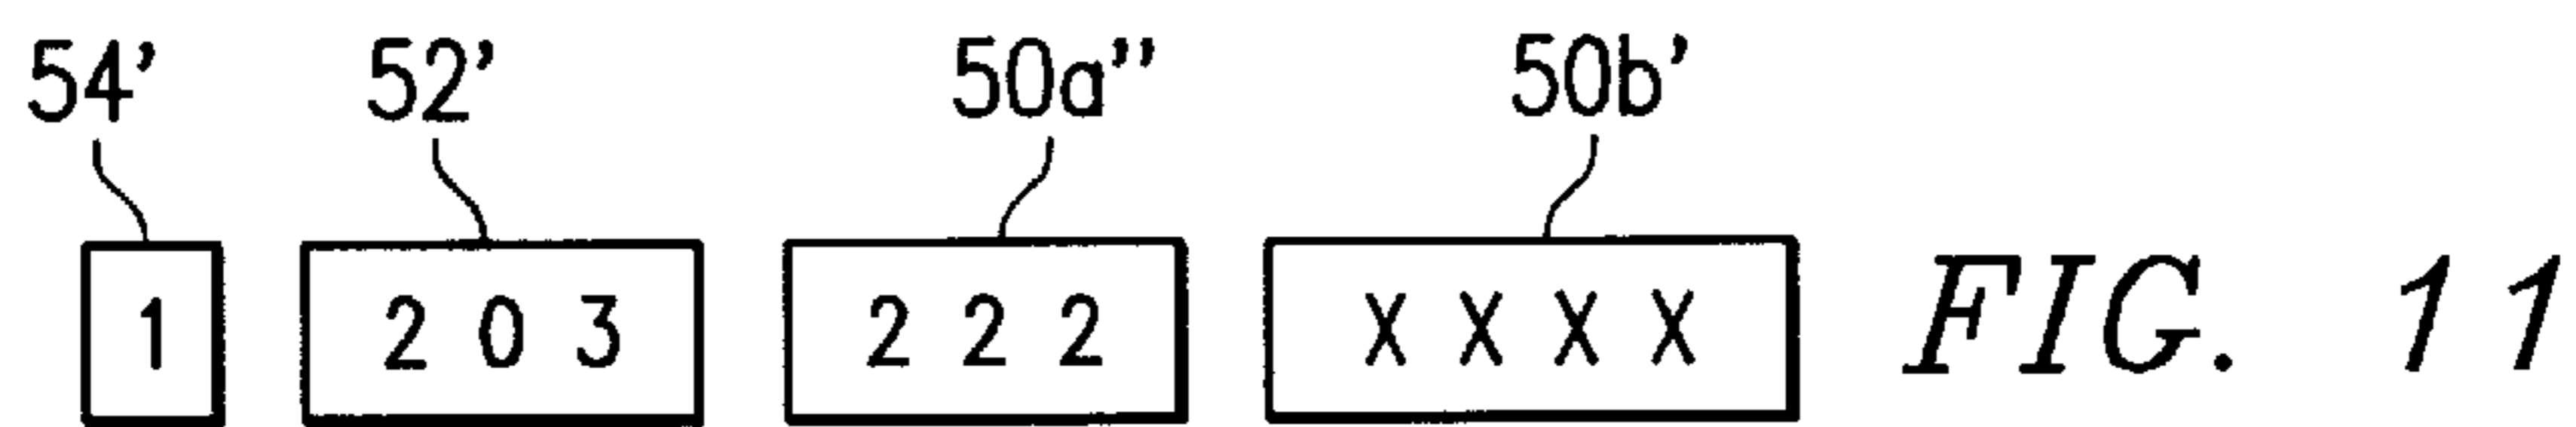 54' 52' 50a'' 50b'
1 2 0 3 2 2 2 X X X X FIG. 11